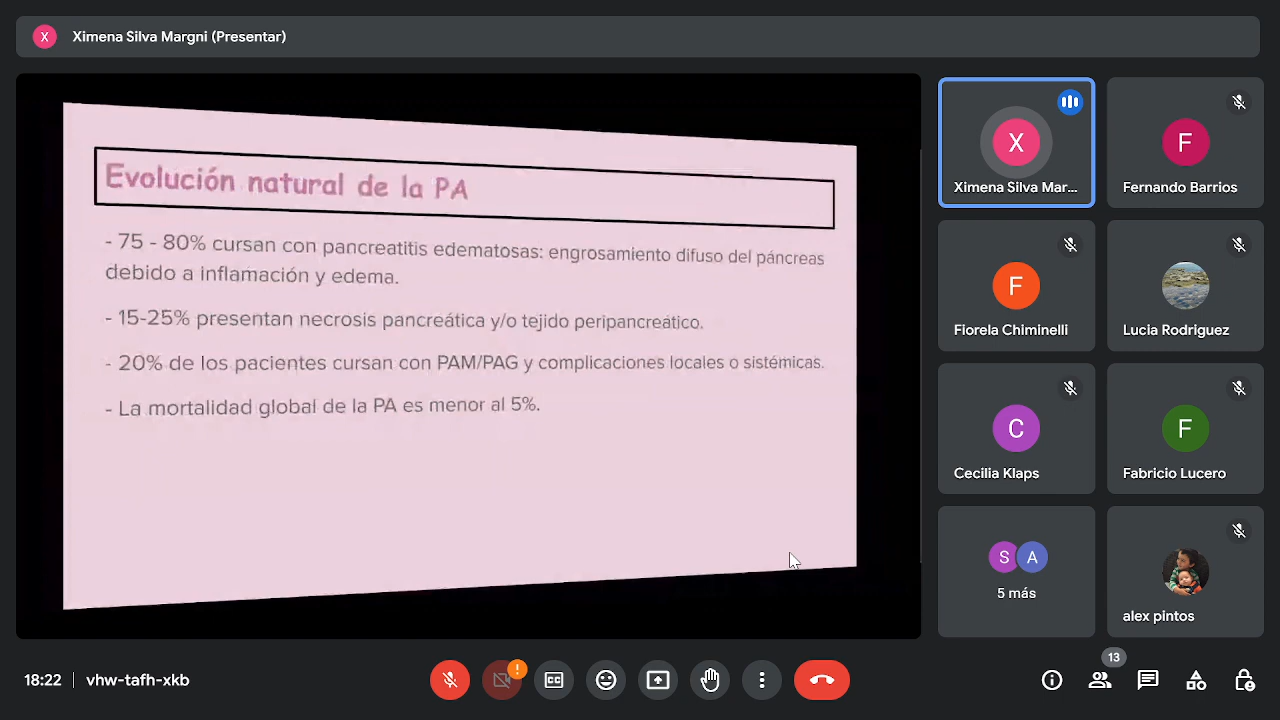 X
Ximena Silva Margni (Presentar)
Evolución natural de la PA
- 75 - 80% cursan con pancreatitis edematosas: engrosamiento difuso del páncreas
debido a inflamación y edema.
- 15-25% presentan necrosis pancreática y/o tejido peripancreático.
- 20% de los pacientes cursan con PAM/PAG y complicaciones locales o sistémicas.
- La mortalidad global de la PA es menor al 5%.
X
Ximena Silva Mar...
F
Fernando Barrios
F
Fiorela Chiminelli
Lucia Rodriguez
C
Cecilia Klaps
F
Fabricio Lucero
S
A
5 más
alex pintos
18:22
vhw-tafh-xkb
!
CC
13